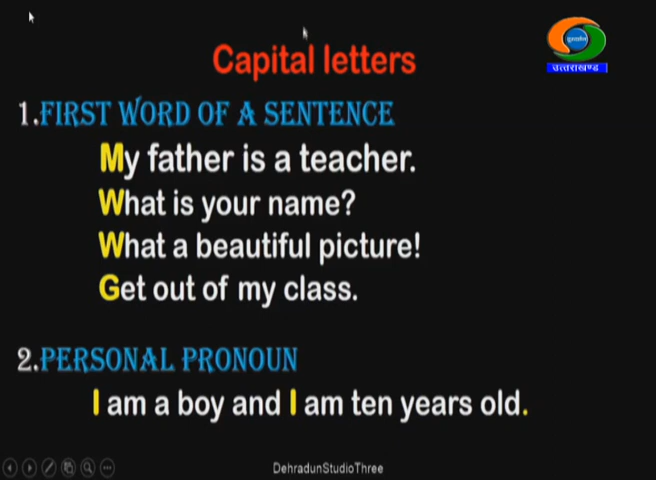 Capital letters
उत्तराखण्ड
1.FIRST WORD OF A SENTENCE
My father is a teacher.
What is your name?
What a beautiful picture!
Get out of my class.
2.PERSONAL PRONOUN
I am a boy and I am ten years old.
DehradunStudioThree